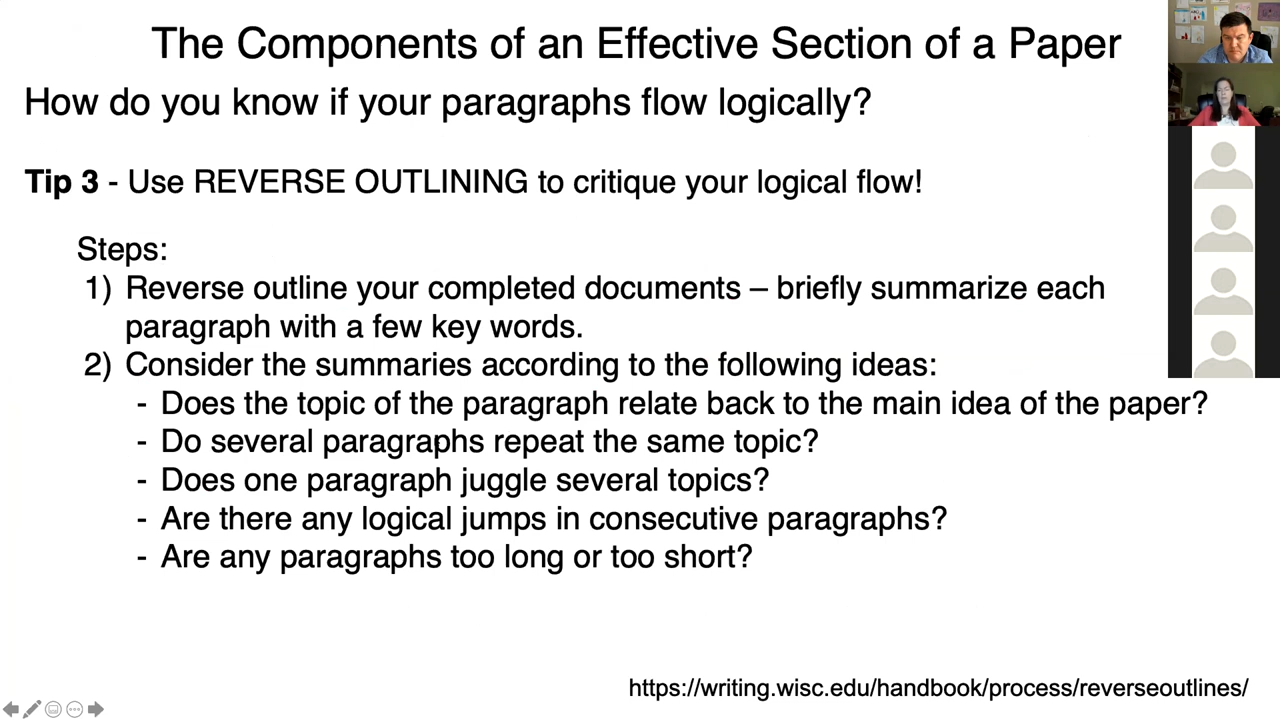 The Components of an Effective Section of a Paper
How do you know if your paragraphs flow logically?
Tip 3 - Use REVERSE OUTLINING to critique your logical flow!
Steps:
1) Reverse outline your completed documents – briefly summarize each
paragraph with a few key words.
2) Consider the summaries according to the following ideas:
- Does the topic of the paragraph relate back to the main idea of the paper?
- Do several paragraphs repeat the same topic?
- Does one paragraph juggle several topics?
- Are there any logical jumps in consecutive paragraphs?
- Are any paragraphs too long or too short?
https://writing.wisc.edu/handbook/process/reverseoutlines/